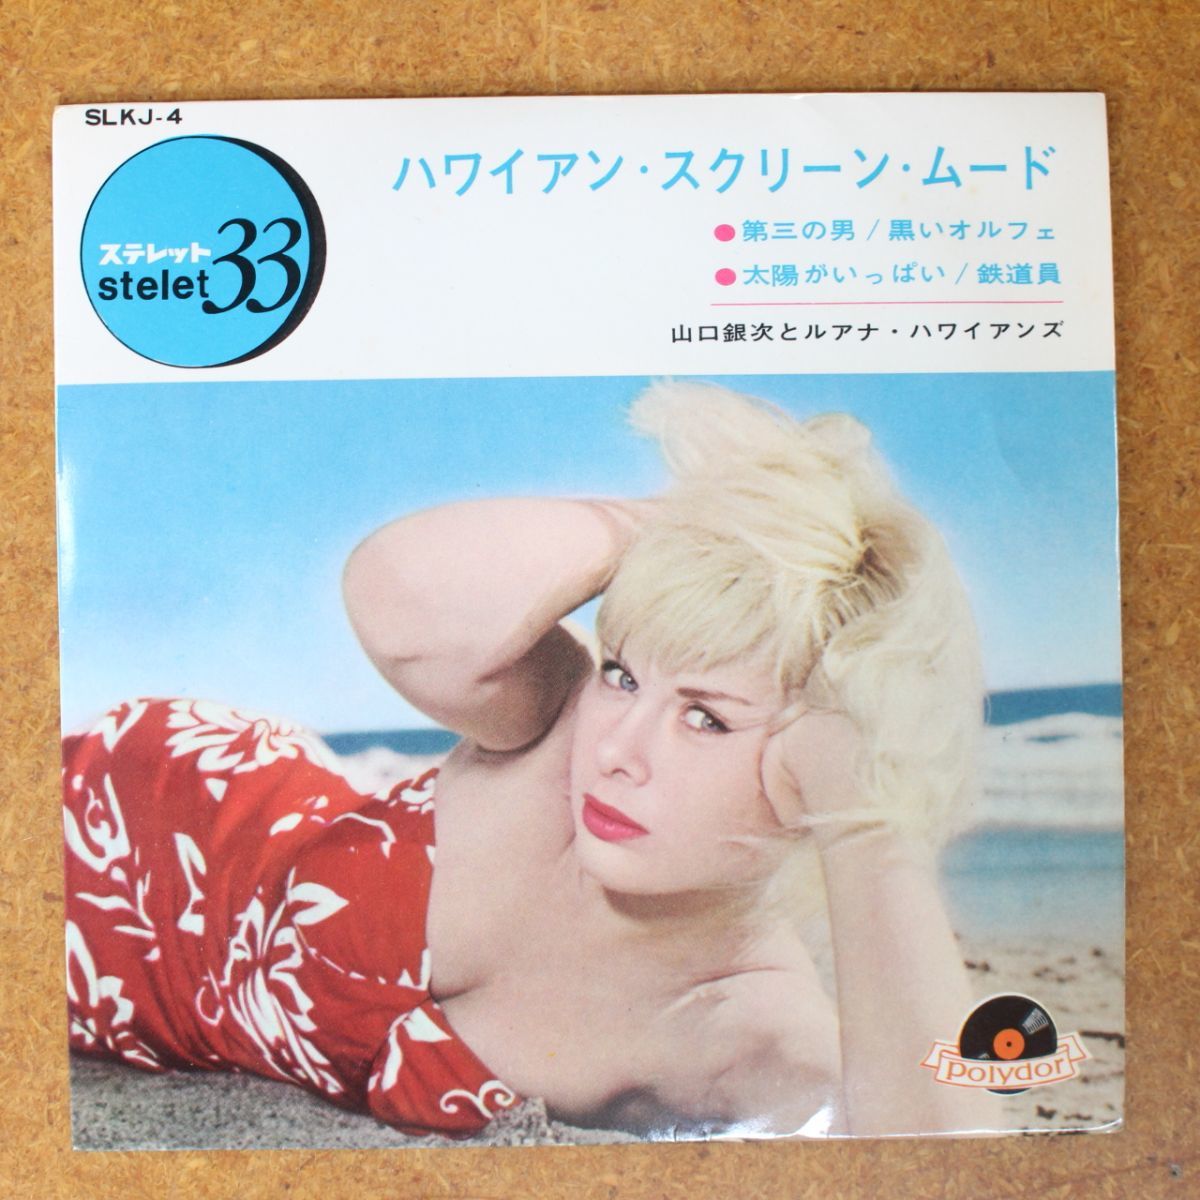 SLKJ-4
ステレット
stelet 33
ハワイアン・スクリーン・ムード
●第三の男/黒いオルフェ
●太陽がいっぱい/鉄道員
山口銀次とルアナ・ハワイアンズ
Polydor